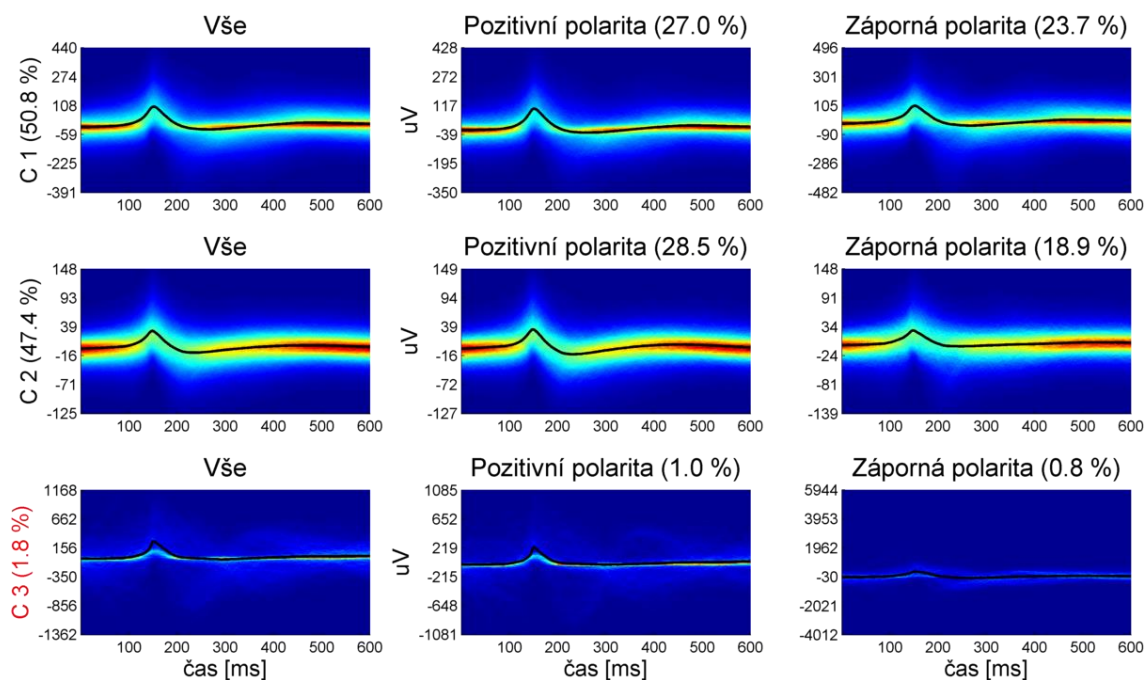 Vše
Pozitivní polarita (27.0 %)
Záporná polarita (23.7 %)
C 1 (50.8 %)
440
274
108
-59
-225
-391
100 200 300 400 500 600
uV
428
273
117
-39
-195
-350
100 200 300 400 500 600
496
301
105
-90
-286
-482
100 200 300 400 500 600
Vše
Pozitivní polarita (28.5 %)
Záporná polarita (18.9 %)
C 2 (47.4 %)
148
93
39
-16
-71
-125
100 200 300 400 500 600
uV
149
94
39
-16
-72
-127
100 200 300 400 500 600
148
91
34
-24
-81
-139
100 200 300 400 500 600
Vše
Pozitivní polarita (1.0 %)
Záporná polarita (0.8 %)
C 3 (1.8 %)
1168
662
156
-350
-856
-1362
100 200 300 400 500 600
čas [ms]
uV
1085
652
219
-215
-648
-1081
100 200 300 400 500 600
čas [ms]
5944
3953
1962
-30
-2021
-4012
100 200 300 400 500 600
čas [ms]